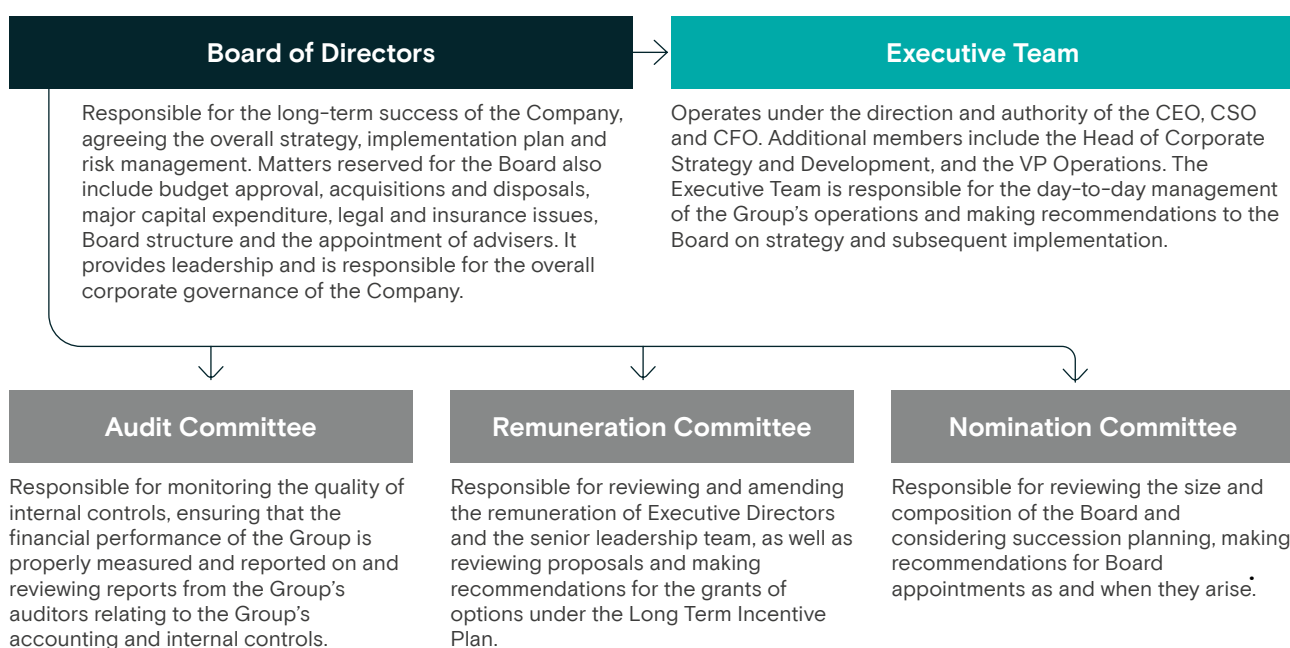 Board of Directors
Executive Team
Responsible for the long-term success of the Company,
agreeing the overall strategy, implementation plan and
risk management. Matters reserved for the Board also
include budget approval, acquisitions and disposals,
major capital expenditure, legal and insurance issues,
Board structure and the appointment of advisers. It
provides leadership and is responsible for the overall
corporate governance of the Company.
Operates under the direction and authority of the CEO, CSO
and CFO. Additional members include the Head of Corporate
Strategy and Development, and the VP Operations. The
Executive Team is responsible for the day-to-day management
of the Group's operations and making recommendations to the
Board on strategy and subsequent implementation.
Audit Committee
Responsible for monitoring the quality of
internal controls, ensuring that the
financial performance of the Group is
properly measured and reported on and
reviewing reports from the Group's
auditors relating to the Group's
accounting and internal controls.
Remuneration Committee
Responsible for reviewing and amending
the remuneration of Executive Directors
and the senior leadership team, as well as
reviewing proposals and making
recommendations for the grants of
options under the Long Term Incentive
Plan.
Nomination Committee
Responsible for reviewing the size and
composition of the Board and
considering succession planning, making
recommendations for Board
appointments as and when they arise.